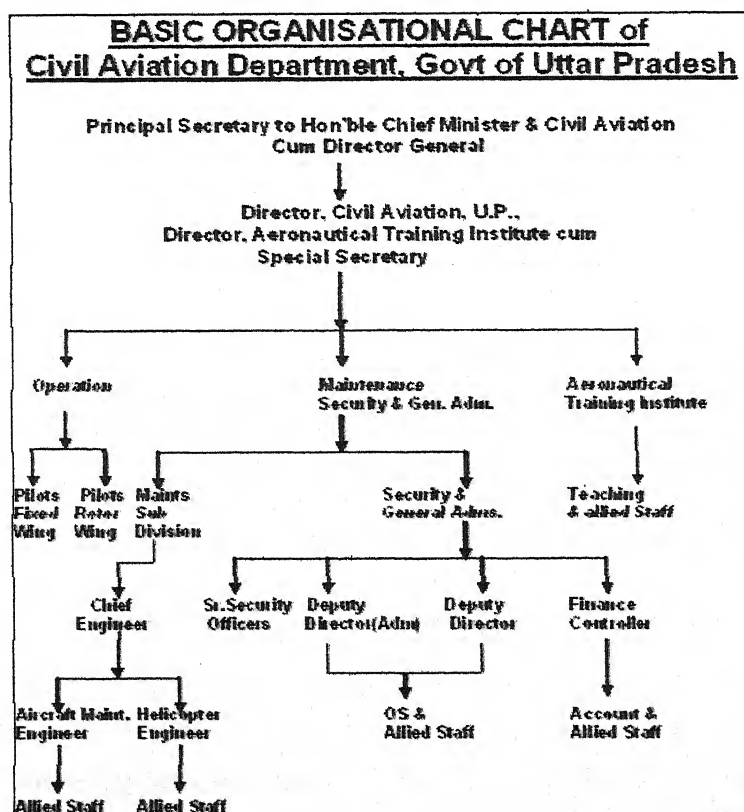 BASIC ORGANISATIONAL CHART of
Civil Aviation Department, Govt of Uttar Pradesh
Principal Secretary to Hon'ble Chief Minister & Civil Aviation
Cum Director General
Director, Civil Aviation, U.P.,
Director, Aeronautical Training Institute cum
Special Secretary
Operation
Maintenance
Security & Gen. Adm.
Aeronautical
Training Institute
Pilots
Fixed
Wing
Pilots
Rotor
Wing
Maints
Sub
Division
Security &
General Adms.
Teaching
& allied Staff
Chief
Engineer
Sr.Security
Officers
Deputy
Director(Adm)
Deputy
Director
Finance
Controller
Aircraft Maint.
Engineer
Helicopter
Engineer
OS &
Allied Staff
Account &
Allied Staff
Allied Staff
Allied Staff